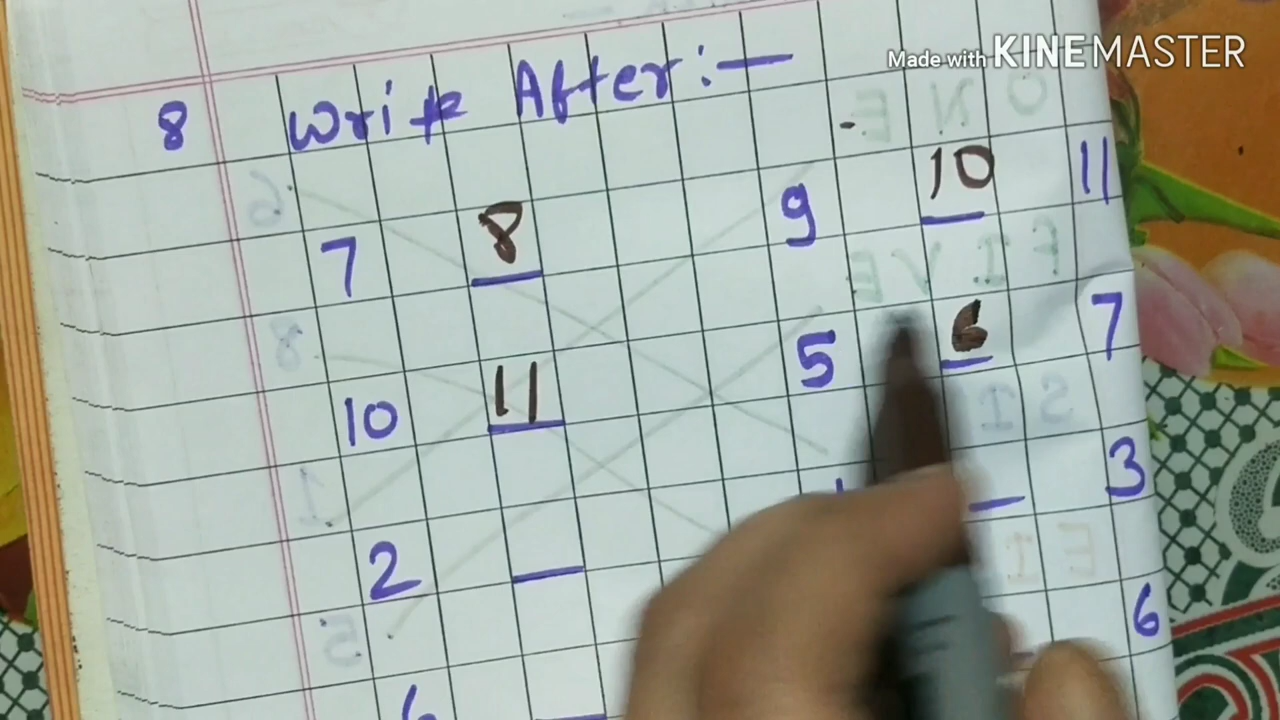 Made with KINEMASTER
8 Write After:—
7 8 9 10 11
10 11 5 6 7
2 _ _ 3
6 _ 6